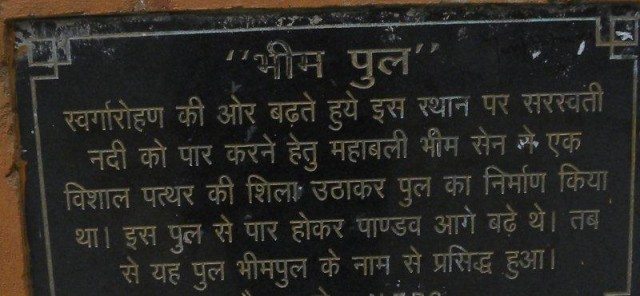 “भीम पुल”
स्वर्गारोहण की ओर बढते हुये इस स्थान पर सरस्वती
नदी को पार करने हेतु महाबली भीम सेन ने एक
विशाल पत्थर की शिला उठाकर पुल का निर्माण किया
था। इस पुल से पार होकर पाण्डव आगे बढ़े थे। तब
से यह पुल भीमपुल के नाम से प्रसिद्ध हुआ।